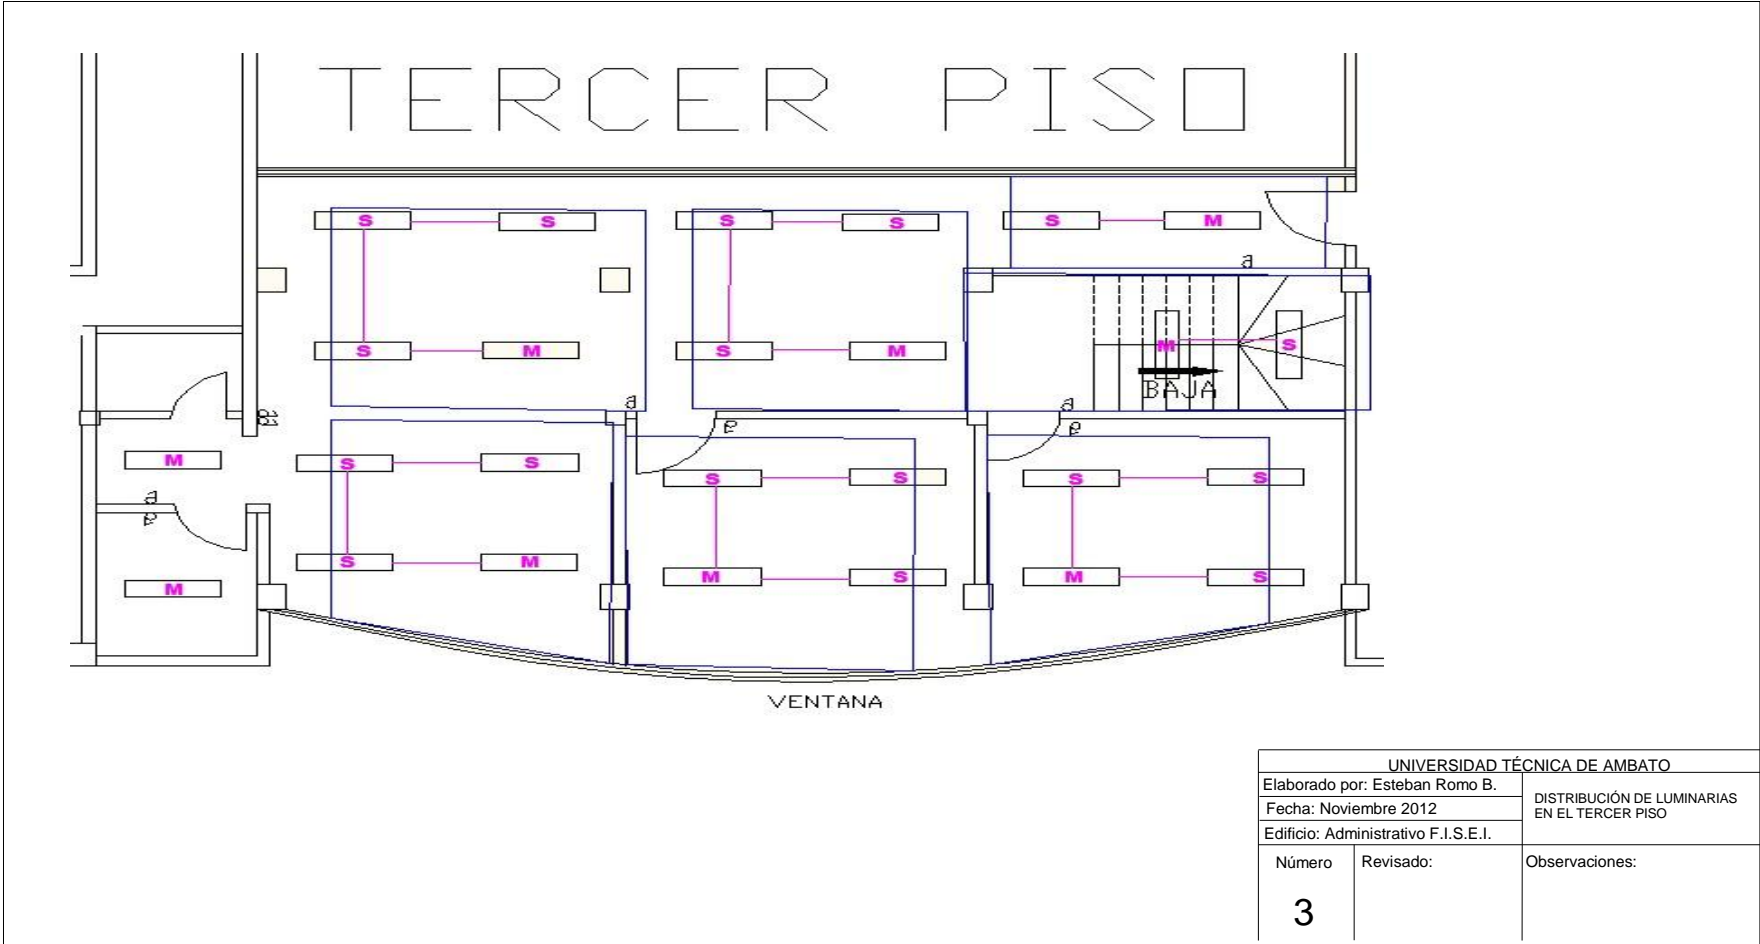 TERCER PISO
S S S S S M
a
S M S M M S
BAJA
a a
a a
S S
M S S S S
a
a
S M M S M S
M
VENTANA
UNIVERSIDAD TÉCNICA DE AMBATO
Elaborado por: Esteban Romo B.
DISTRIBUCIÓN DE LUMINARIAS
EN EL TERCER PISO
Fecha: Noviembre 2012
Edificio: Administrativo F.I.S.E.I.
Número
Revisado:
Observaciones:
3